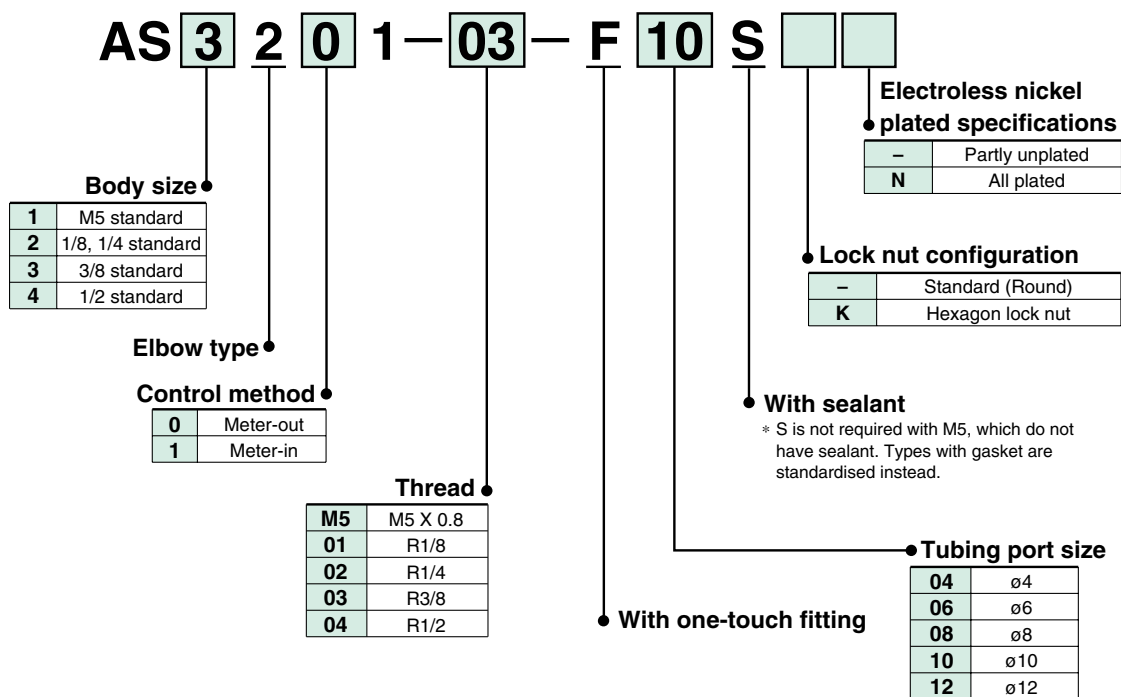 AS 3 2 0 1 — 03 — F 10 S
Electroless nickel
plated specifications
– Partly unplated
N All plated
Body size
1 M5 standard
2 1/8, 1/4 standard
3 3/8 standard
4 1/2 standard
Lock nut configuration
– Standard (Round)
K Hexagon lock nut
Elbow type
Control method
0 Meter-out
1 Meter-in
With sealant
* S is not required with M5, which do not
have sealant. Types with gasket are
standardised instead.
Thread
M5 M5 X 0.8
01 R1/8
02 R1/4
03 R3/8
04 R1/2
With one-touch fitting
Tubing port size
04 ø4
06 ø6
08 ø8
10 ø10
12 ø12